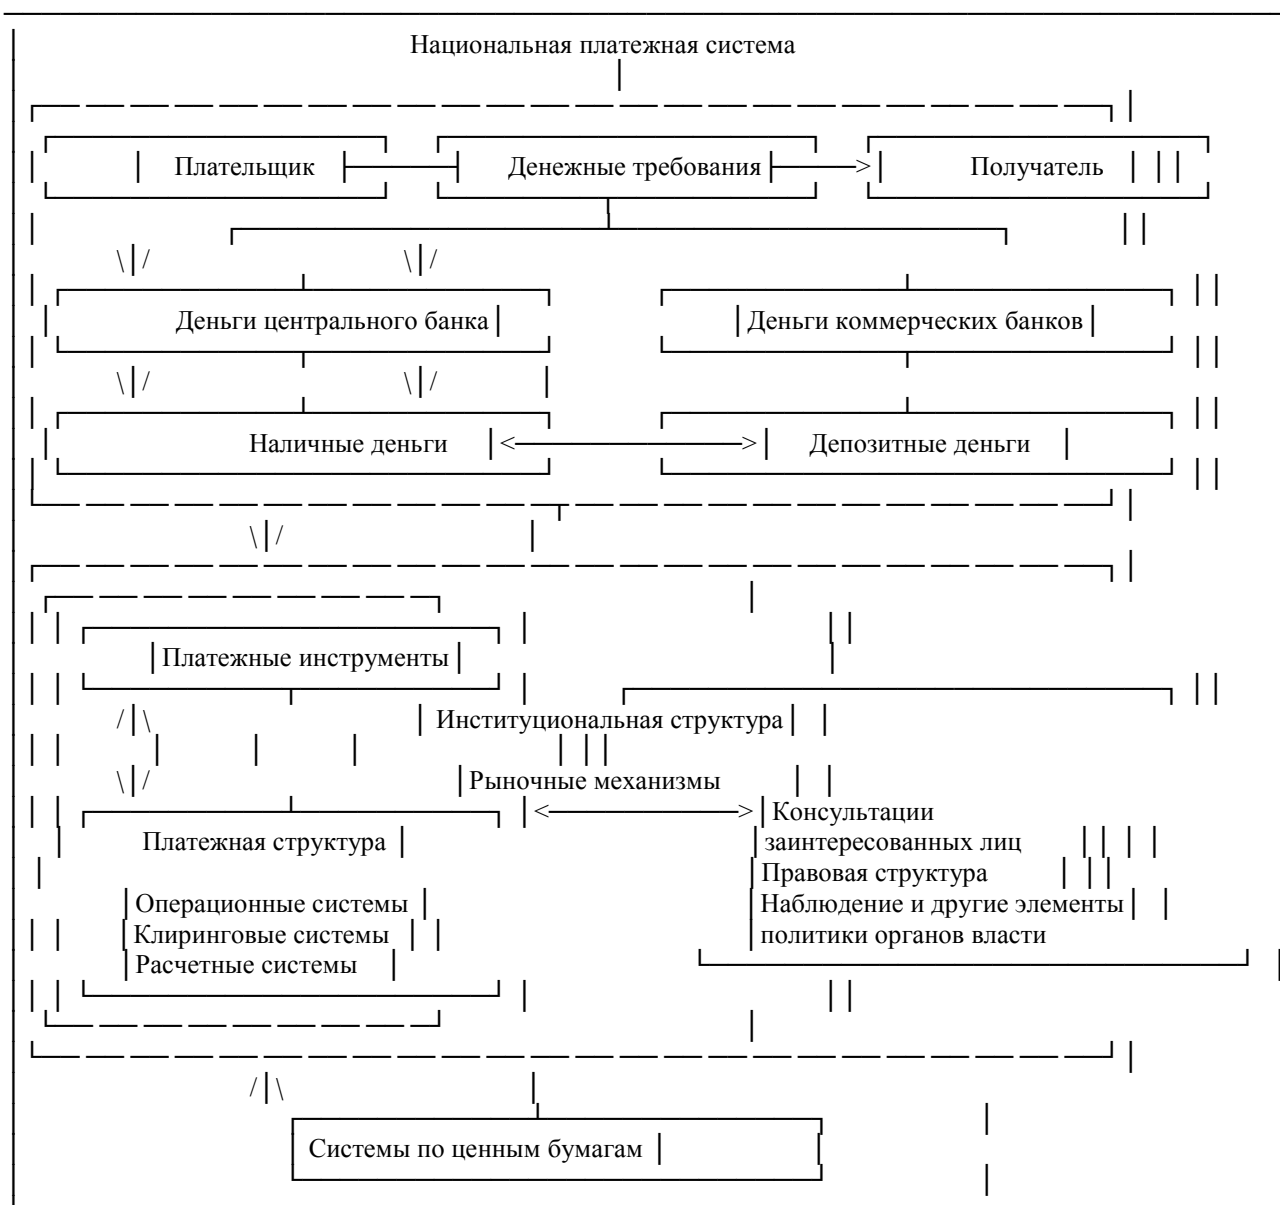 Национальная платежная система
Плательщик Денежные требования Получатель
Деньги центрального банка Деньги коммерческих банков
Наличные деньги Депозитные деньги
Платежные инструменты
Институциональная структура
Рыночные механизмы
Консультации
Платежная структура заинтересованных лиц
Правовая структура
Операционные системы Наблюдение и другие элементы
Клиринговые системы политики органов власти
Расчетные системы
Системы по ценным бумагам